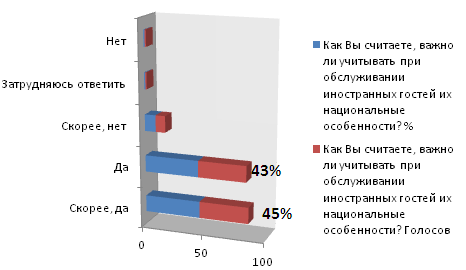 Нет
Затрудняюсь ответить
Скорее, нет
Да
Скорее, да
43%
45%
0
50
100
Как Вы считаете, важно
ли учитывать при
обслуживании
иностранных гостей их
национальные
особенности? %
Как Вы считаете, важно
ли учитывать при
обслуживании
иностранных гостей их
национальные
особенности? Голосов